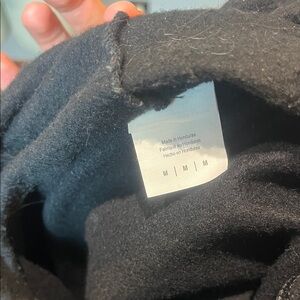 Made in Honduras
Fabriqué au Honduras
Hecho en Honduras
M | M | M